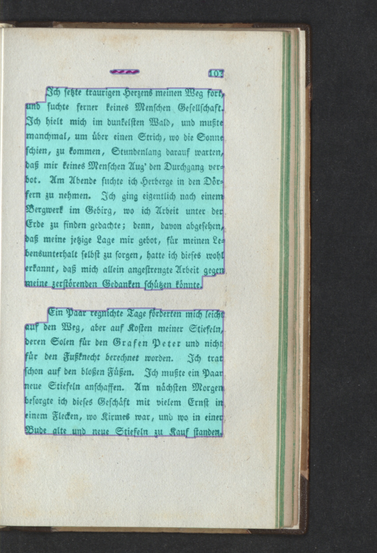 107
Ich setzte traurigen Herzens meinen Weg fort,
und suchte ferner keines Menschen Gesellschaft.
Ich hielt mich im dunkelsten Wald, und mußte
manchmal, um über einen Strich, wo die Sonne
schien, zu kommen, Stundenlang darauf warten,
daß mir keines Menschen Aug' den Durchgang ver-
bot. Am Abende suchte ich Herberge in den Dör-
fern zu nehmen. Ich ging eigentlich nach einem
Bergwerk im Gebirg, wo ich Arbeit unter der
Erde zu finden gedachte; denn, davon abgesehen,
daß meine jetzige Lage mir gebot, für meinen Le-
bensunterhalt selbst zu sorgen, hatte ich dieses wohl
erkannt, daß mich allein angestrengte Arbeit gegen
meine zerstörenden Gedanken schützen könnte.
Ein Paar regnichte Tage förderten mich leicht
auf den Weg, aber auf Kosten meiner Stiefeln,
deren Solen für den Grafen Peter und nicht
für den Fußknecht berechnet worden. Ich trat
schon auf den bloßen Füßen. Ich mußte ein Paar
neue Stiefeln anschaffen. Am nächsten Morgen
besorgte ich dieses Geschäft mit vielem Ernst in
einem Flecken, wo Kirmes war, und wo in einer
Bude alte und neue Stiefeln zu Kauf standen.